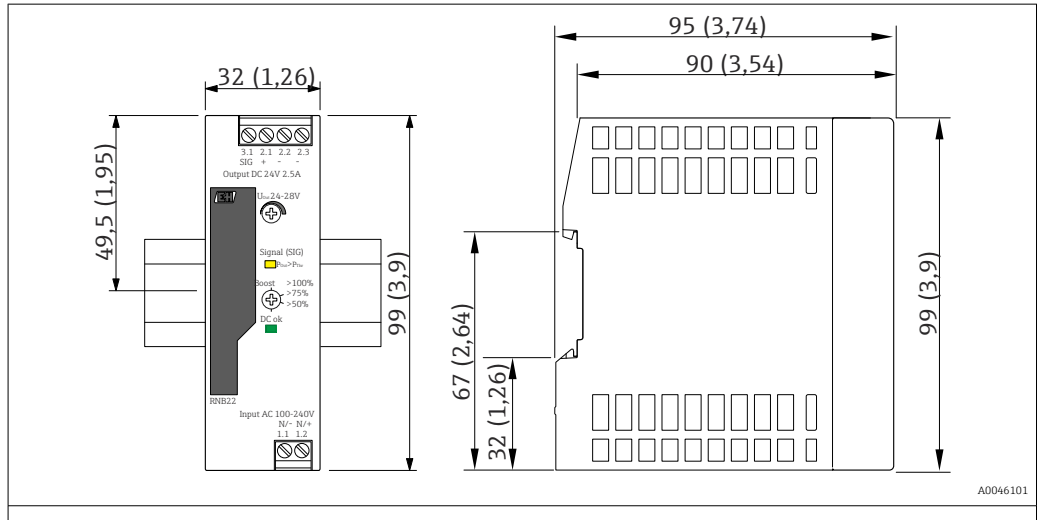 95 (3,74)
90 (3,54)
32 (1,26)
49,5 (1,95)
99 (3,9)
3.1 2.1 2.2 2.3
SIG + - -
Output DC 24V 2.5A
24-28V
Signal (SIG)
Boost >100%
>75%
>50%
DC ok
RNB22
Input AC 100-240V
N/- N/+
1.1 1.2
67 (2,64)
32 (1,26)
99 (3,9)
A0046101